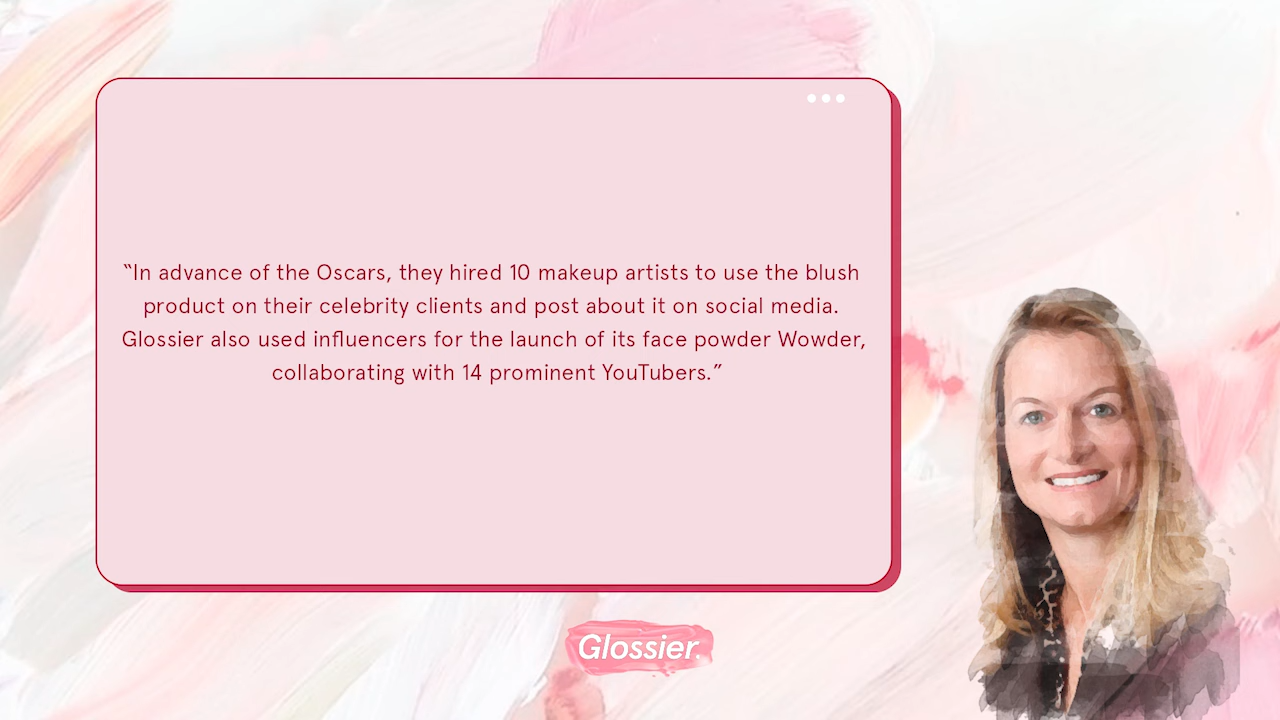 “In advance of the Oscars, they hired 10 makeup artists to use the blush
product on their celebrity clients and post about it on social media.
Glossier also used influencers for the launch of its face powder Wowder,
collaborating with 14 prominent YouTubers.”
Glossier.